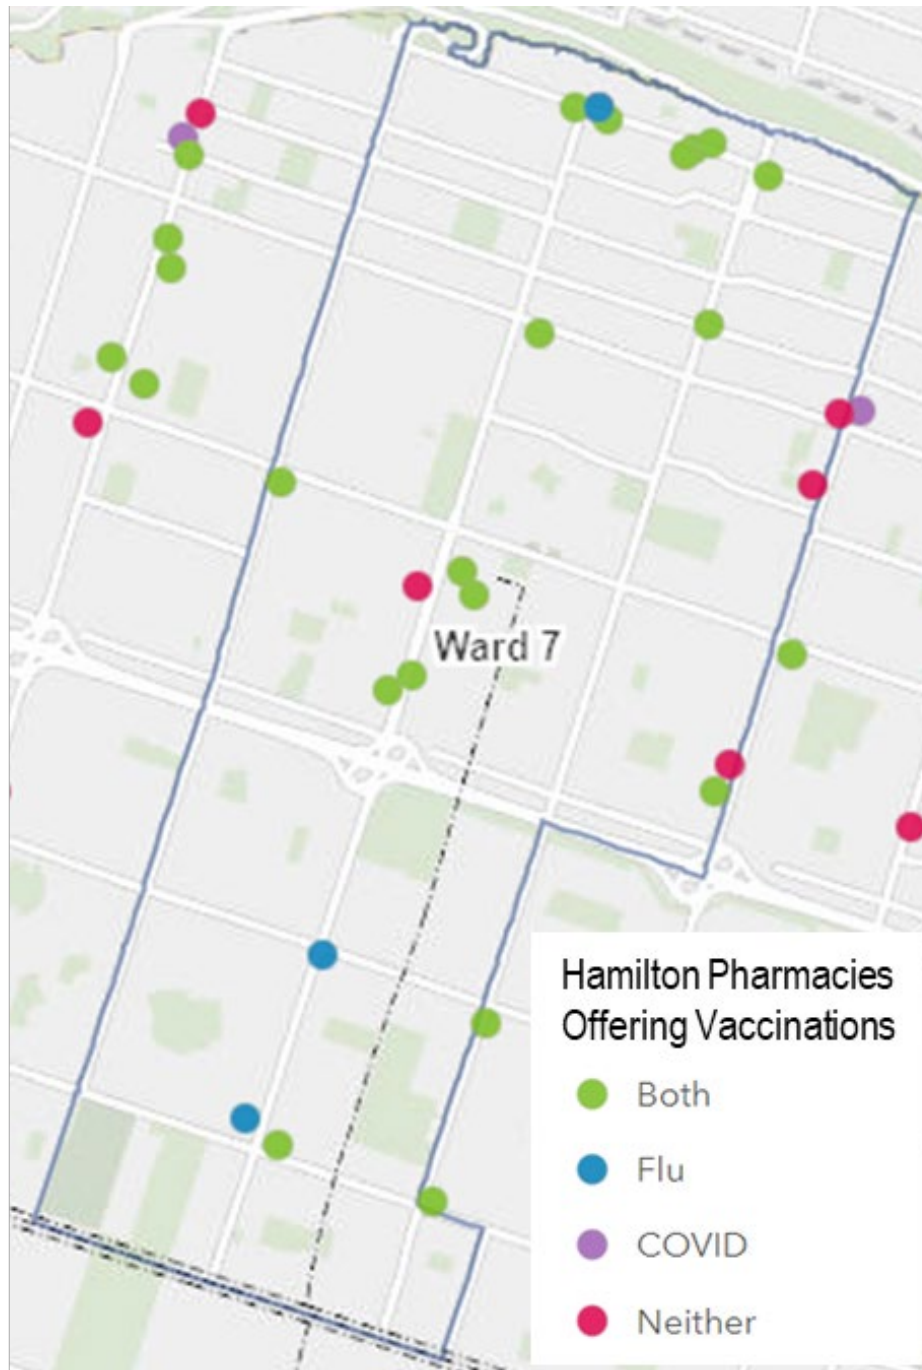 Ward 7
Hamilton Pharmacies
Offering Vaccinations
Both
Flu
COVID
Neither